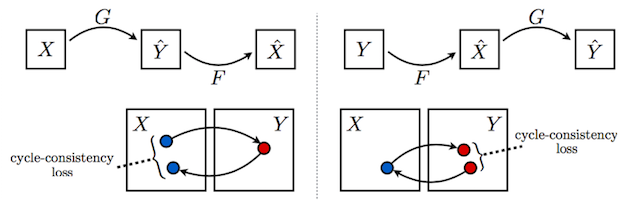 G
X
Ŷ
X̂
F
X
Y
cycle-consistency
loss
G
Y
X̂
Ŷ
F
X
Y
cycle-consistency
loss